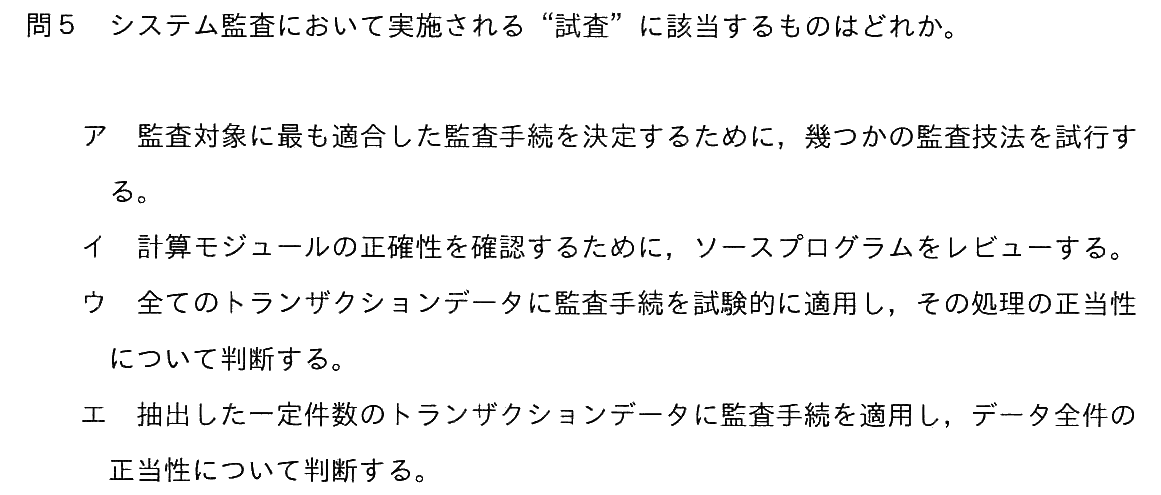 問５　システム監査において実施される“試査”に該当するものはどれか。
ア　監査対象に最も適合した監査手続を決定するために，幾つかの監査技法を試行す
る。
イ　計算モジュールの正確性を確認するために，ソースプログラムをレビューする。
ウ　全てのトランザクションデータに監査手続を試験的に適用し，その処理の正当性
について判断する。
エ　抽出した一定件数のトランザクションデータに監査手続を適用し，データ全件の
正当性について判断する。